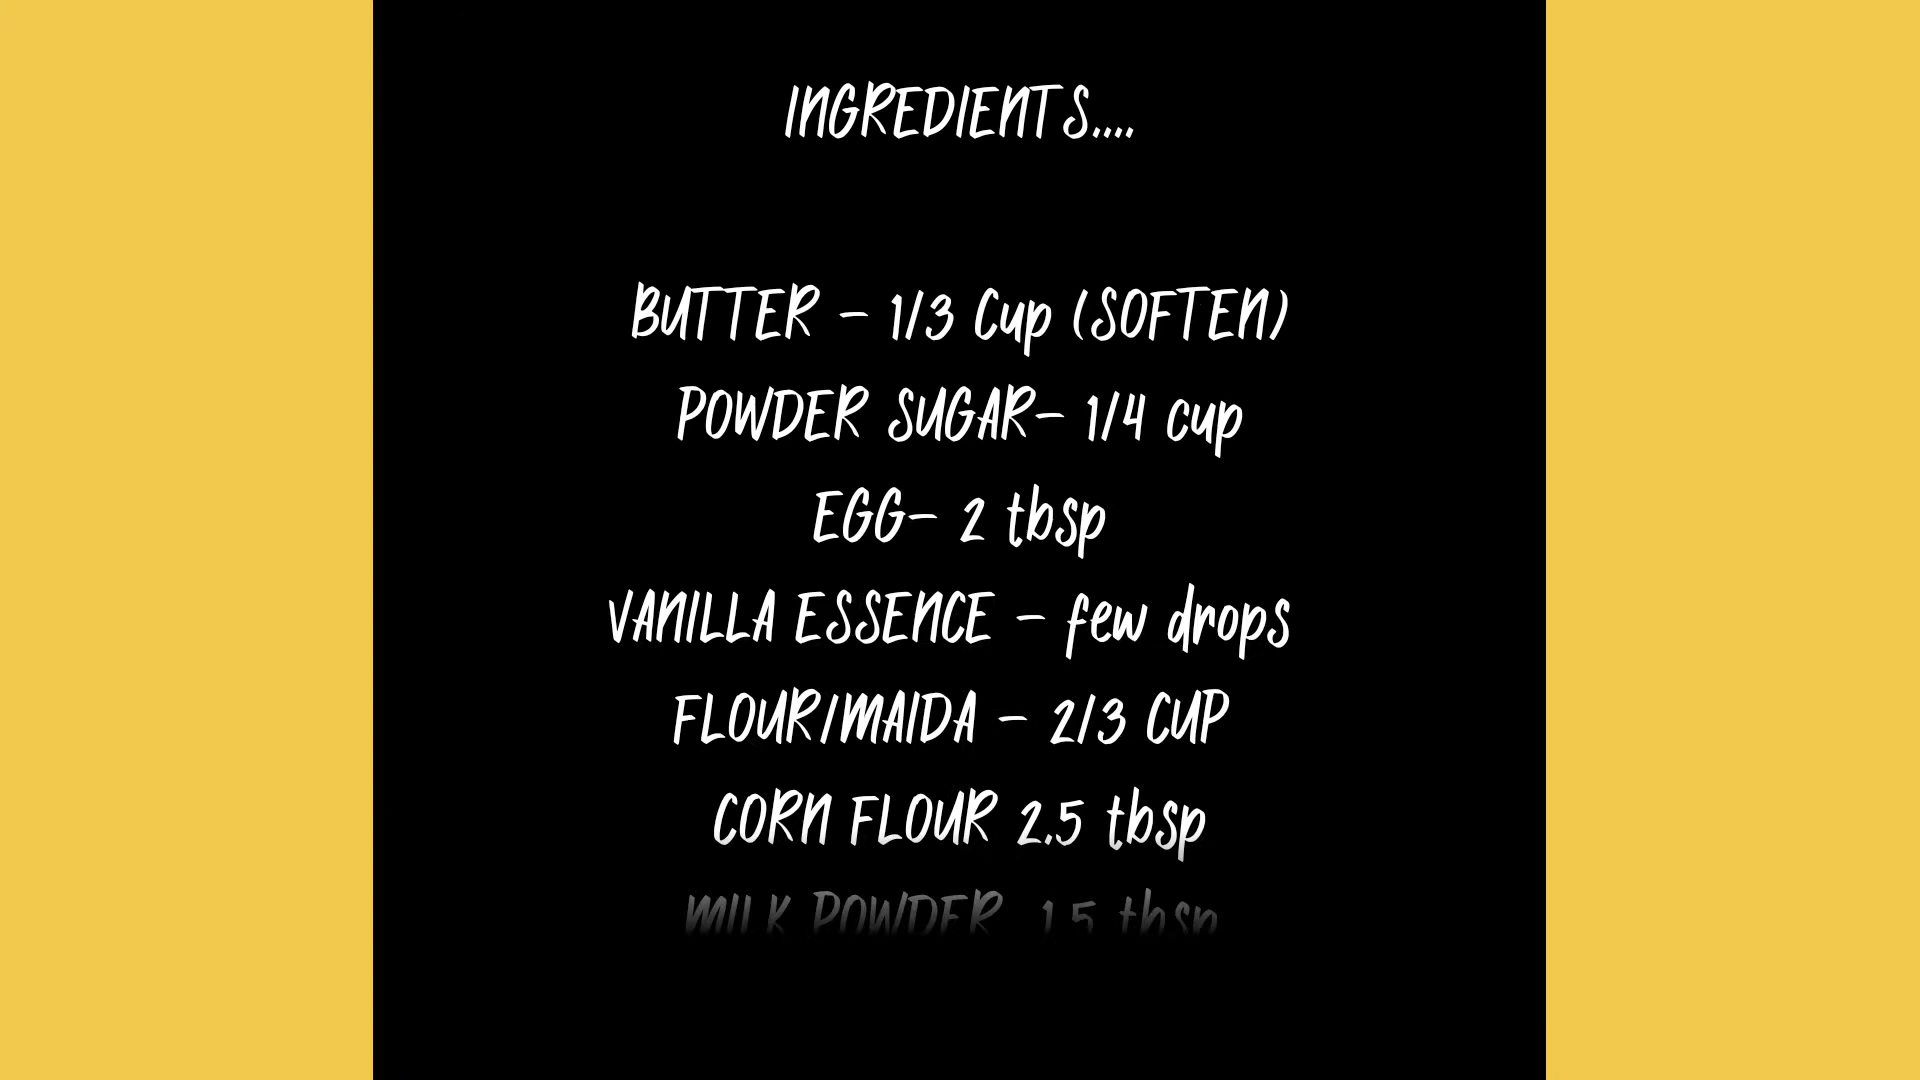 INGREDIENTS....
BUTTER - 1/3 Cup (SOFTEN)
POWDER SUGAR- 1/4 cup
EGG- 2 tbsp
VANILLA ESSENCE - few drops
FLOUR/MAIDA - 2/3 CUP
CORN FLOUR 2.5 tbsp
MILK POWDER 1.5 tbsp